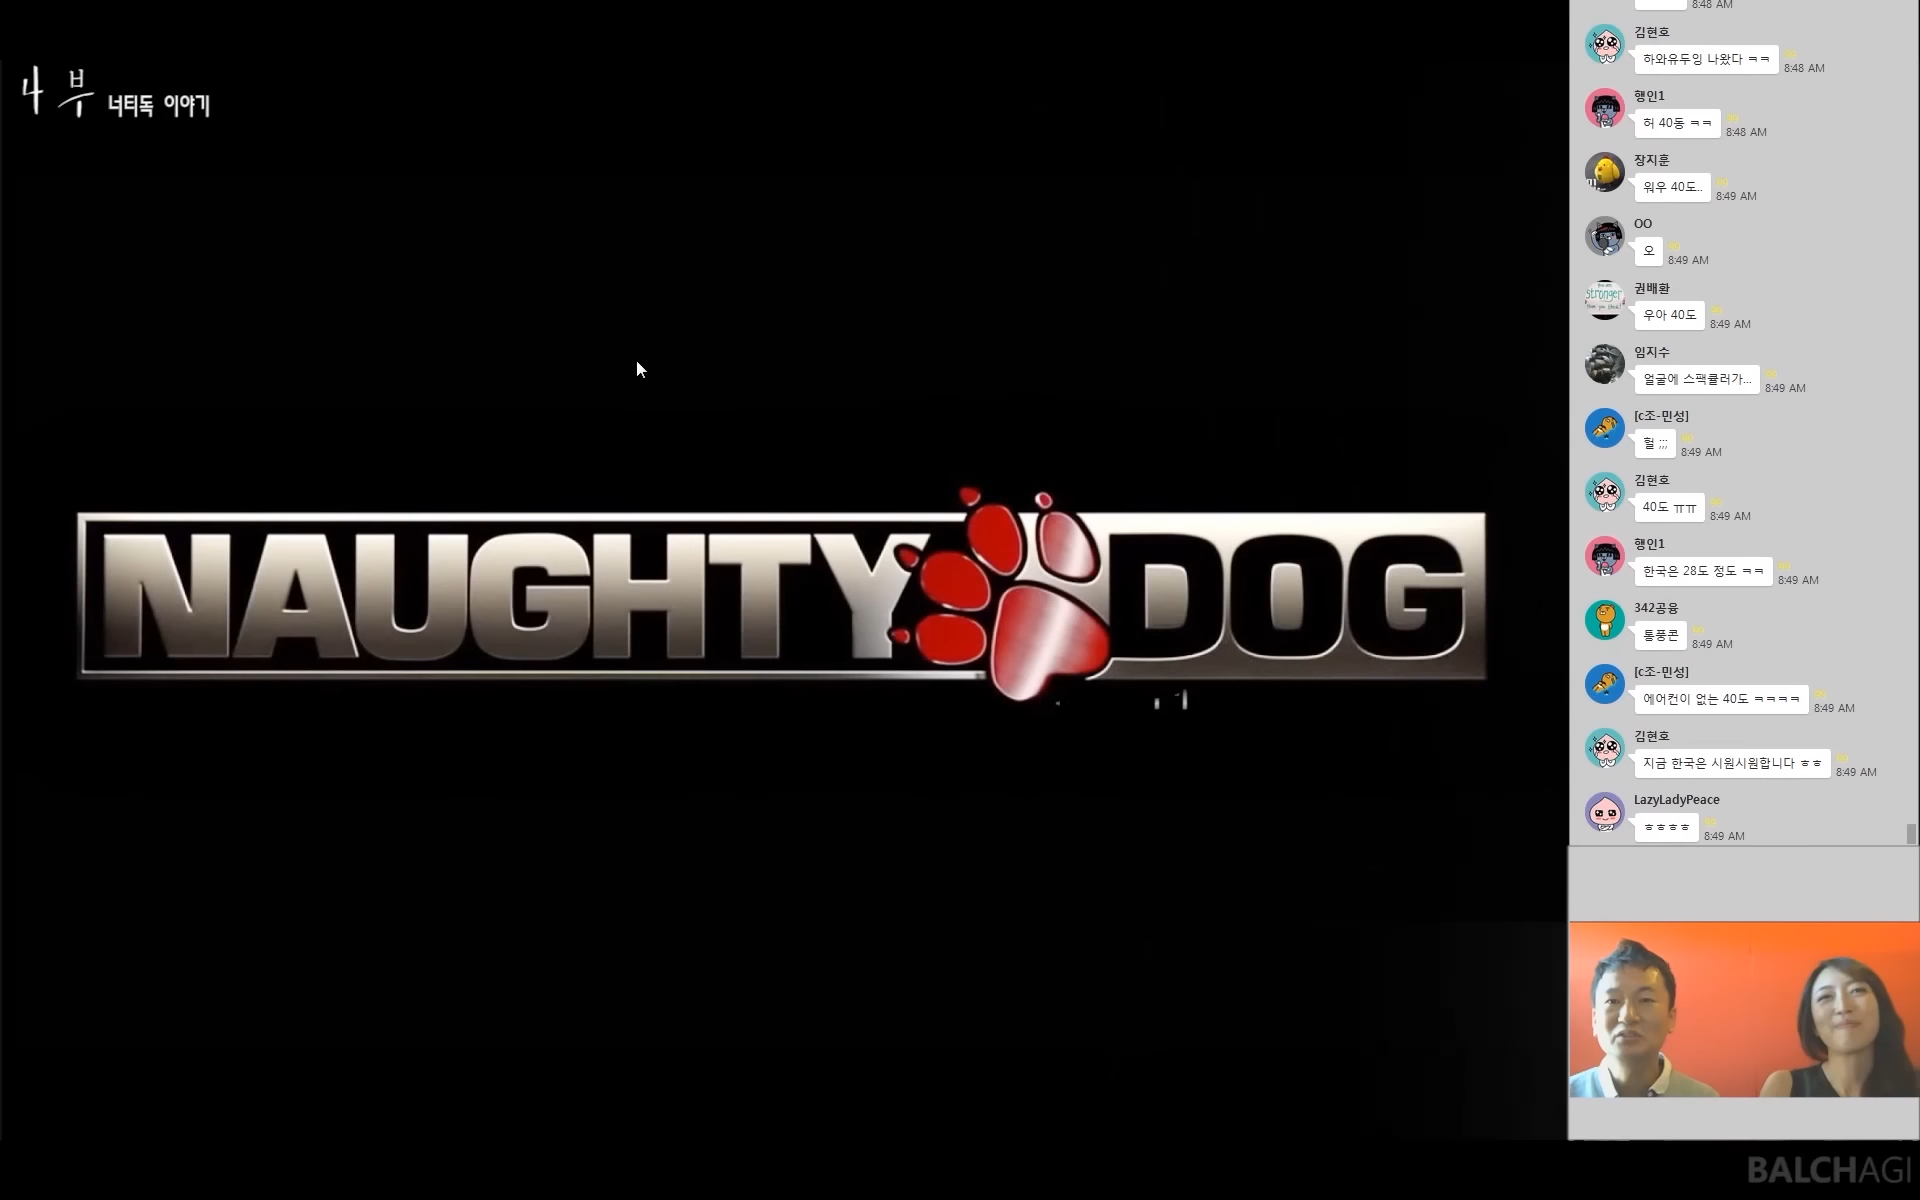 4부 너티독 이야기
NAUGHTY DOG
8:48 AM
김현호
하와유두잉 나왔다 ㅋㅋ
8:48 AM
행인1
허 40동 ㅋㅋ
8:48 AM
장지훈
워우 40도..
8:49 AM
OO
오
8:49 AM
권배환
우아 40도
8:49 AM
임지수
얼굴에 스팩큘러가...
8:49 AM
[c조-민성]
헐 ;;;
8:49 AM
김현호
40도 ㅠㅠ
8:49 AM
행인1
한국은 28도 정도 ㅋㅋ
8:49 AM
342공융
통풍콘
8:49 AM
[c조-민성]
에어컨이 없는 40도 ㅋㅋㅋㅋ
8:49 AM
김현호
지금 한국은 시원시원합니다 ㅎㅎ
8:49 AM
LazyLadyPeace
ㅎㅎㅎㅎ
8:49 AM
BALCHAGI